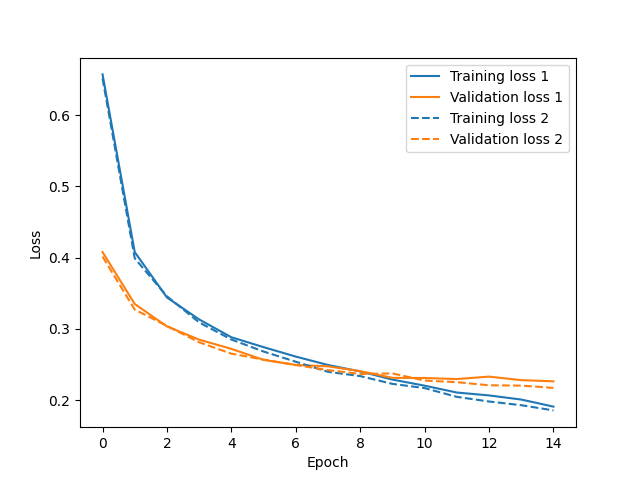 Training loss 1
Validation loss 1
Training loss 2
Validation loss 2
0.6
0.5
0.4
0.3
0.2
Loss
0 2 4 6 8 10 12 14
Epoch